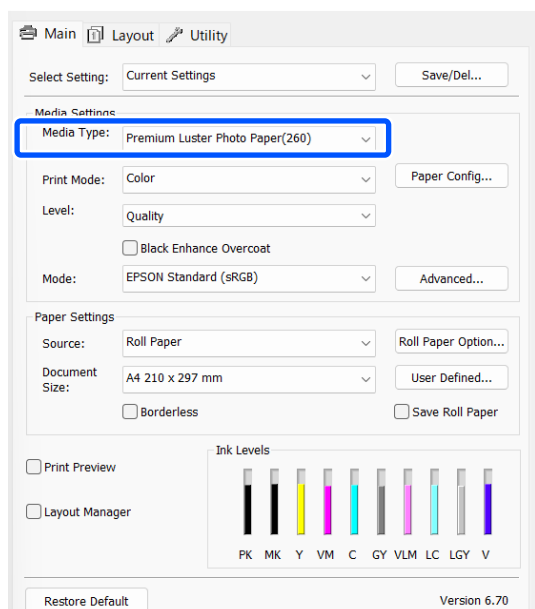 Main Layout Utility
Select Setting: Current Settings Save/Del...
Media Settings
Media Type: Premium Luster Photo Paper(260)
Print Mode: Color Paper Config...
Level: Quality
Black Enhance Overcoat
Mode: EPSON Standard (sRGB) Advanced...
Paper Settings
Source: Roll Paper Roll Paper Option...
Document
Size: A4 210 x 297 mm User Defined...
Borderless Save Roll Paper
Ink Levels
Print Preview
Layout Manager
PK MK Y VM C GY VLM LC LGY V
Restore Default Version 6.70